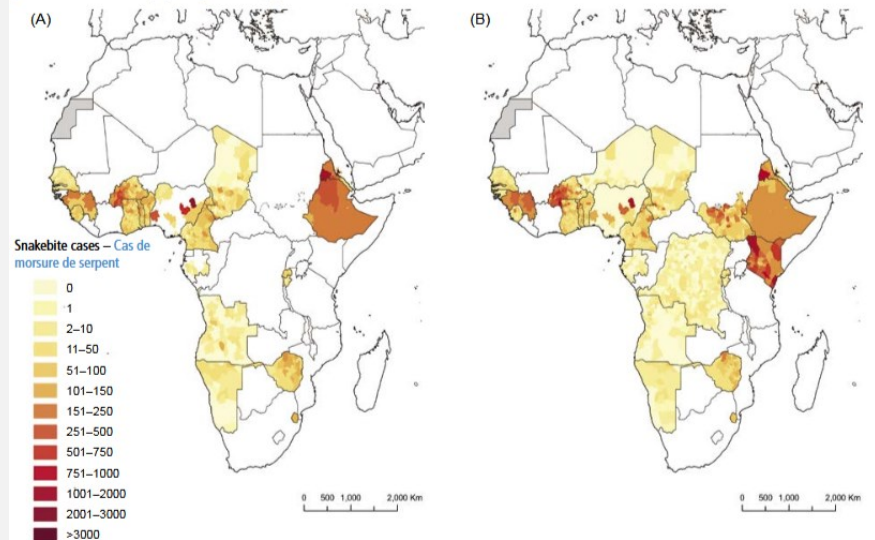 (A)
(B)
Snakebite cases – Cas de
morsure de serpent
0
1
2–10
11–50
51–100
101–150
151–250
251–500
501–750
751–1000
1001–2000
2001–3000
>3000
0 500 1,000 2,000 Km
0 500 1,000 2,000 Km